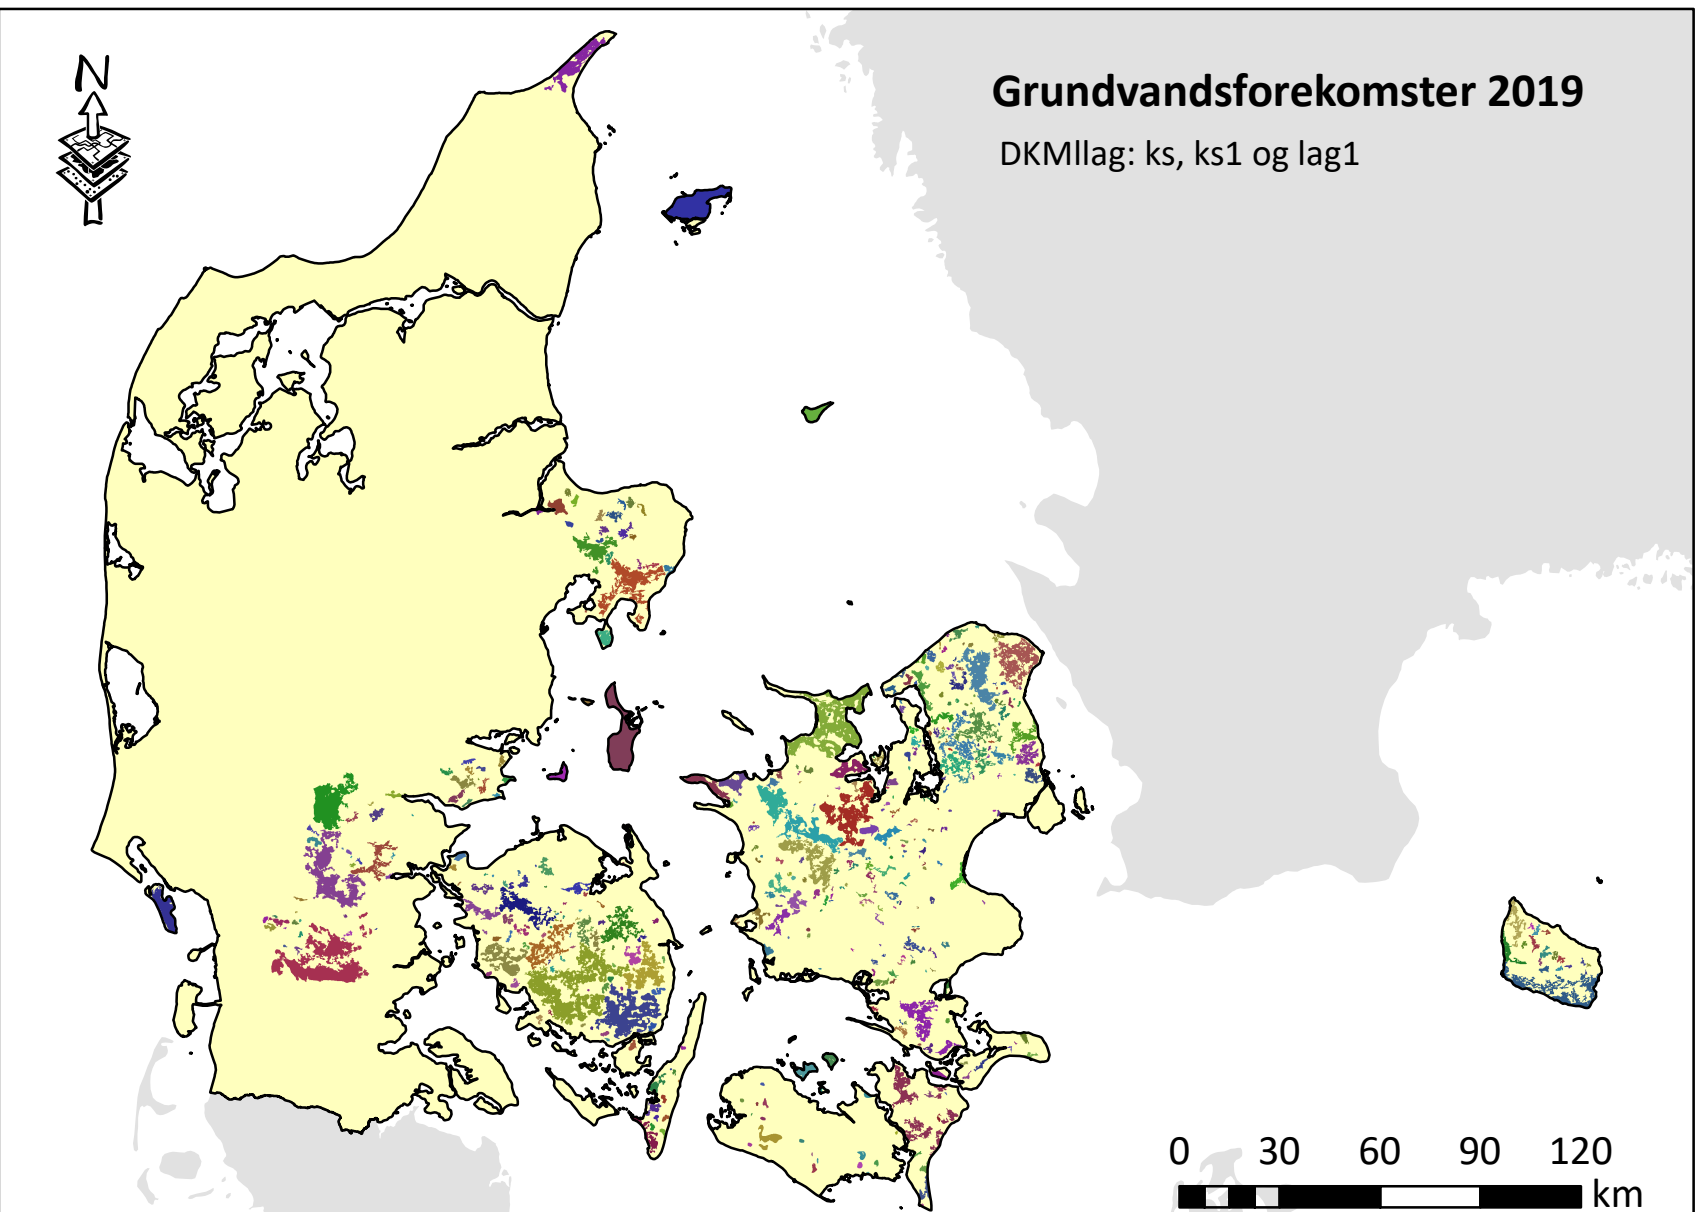 N
Grundvandsforekomster 2019
DKMllag: ks, ks1 og lag1
0 30 60 90 120
km